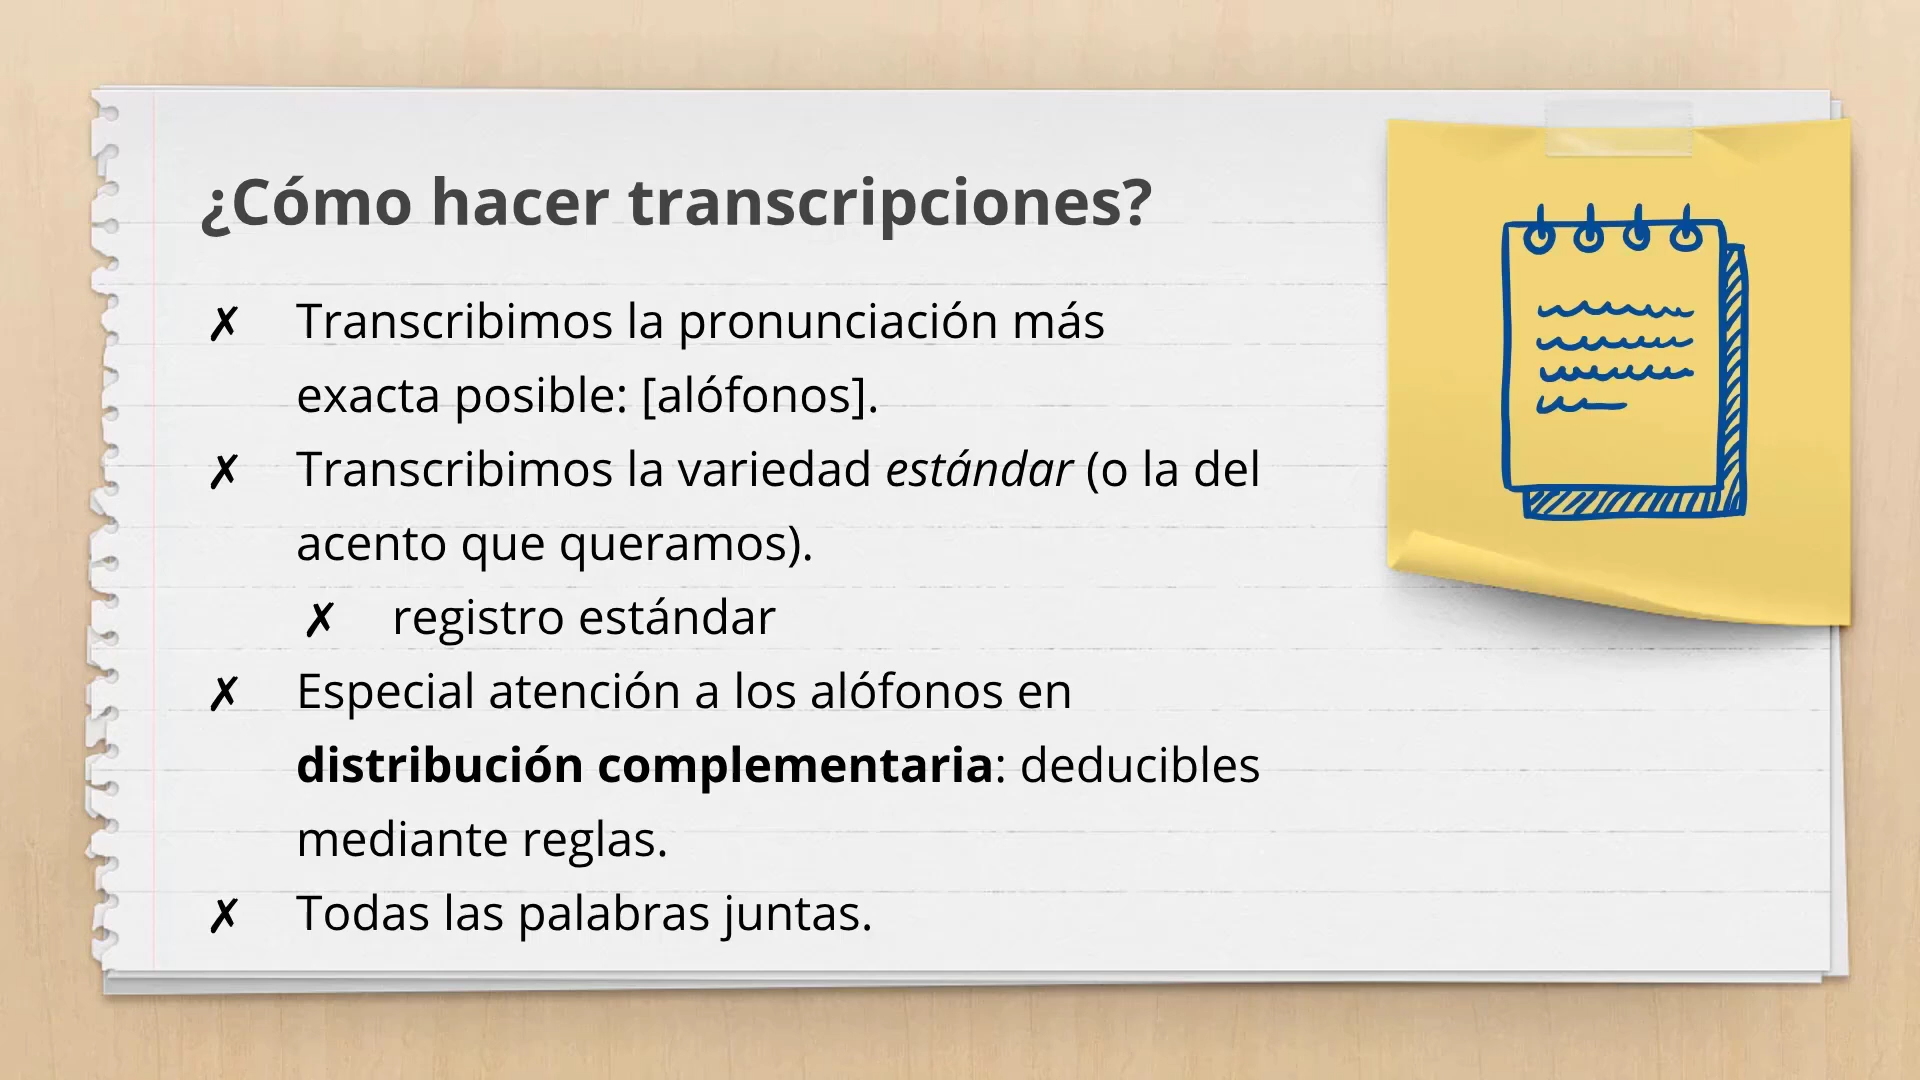 ¿Cómo hacer transcripciones?
✗ Transcribimos la pronunciación más
exacta posible: [alófonos].
✗ Transcribimos la variedad estándar (o la del
acento que queramos).
✗ registro estándar
✗ Especial atención a los alófonos en
distribución complementaria: deducibles
mediante reglas.
✗ Todas las palabras juntas.